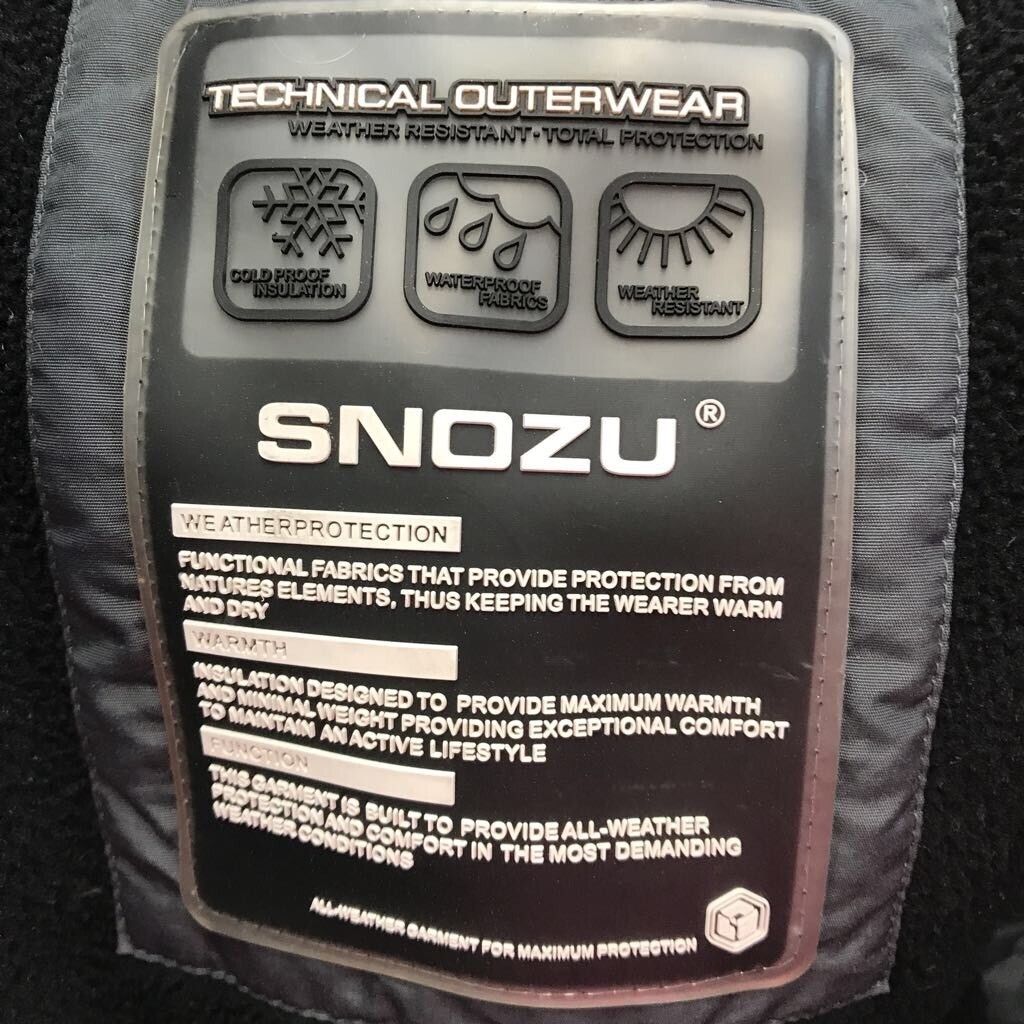 TECHNICAL OUTERWEAR
WEATHER RESISTANT • TOTAL PROTECTION
COLD PROOF
INSULATION
WATERPROOF
FABRICS
WEATHER
RESISTANT
SNOZU®
WEATHERPROTECTION
FUNCTIONAL FABRICS THAT PROVIDE PROTECTION FROM
NATURES ELEMENTS, THUS KEEPING THE WEARER WARM
AND DRY
WARMTH
INSULATION DESIGNED TO PROVIDE MAXIMUM WARMTH
AND MINIMAL WEIGHT PROVIDING EXCEPTIONAL COMFORT
TO MAINTAIN AN ACTIVE LIFESTYLE
FUNCTION
THIS GARMENT IS BUILT TO PROVIDE ALL-WEATHER
PROTECTION AND COMFORT IN THE MOST DEMANDING
WEATHER CONDITIONS
ALL-WEATHER GARMENT FOR MAXIMUM PROTECTION